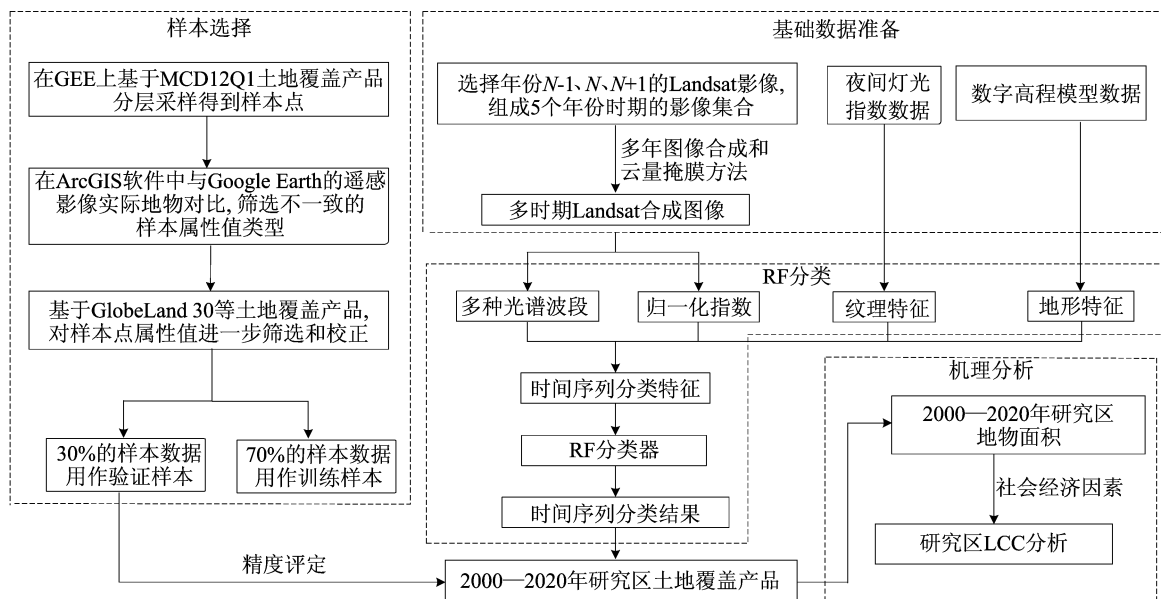 样本选择
在GEE上基于MCD12Q1土地覆盖产品
分层采样得到样本点
在ArcGIS软件中与Google Earth的遥感
影像实际地物对比, 筛选不一致的
样本属性值类型
基于GlobeLand 30等土地覆盖产品,
对样本点属性值进一步筛选和校正
30%的样本数据
用作验证样本
70%的样本数据
用作训练样本
基础数据准备
选择年份N-1、N、N+1的Landsat影像,
组成5个年份时期的影像集合
夜间灯光
指数数据
数字高程模型数据
多年图像合成和
云量掩膜方法
多时期Landsat合成图像
RF分类
多种光谱波段
归一化指数
纹理特征
地形特征
时间序列分类特征
RF分类器
时间序列分类结果
机理分析
2000—2020年研究区
地物面积
社会经济因素
研究区LCC分析
精度评定
2000—2020年研究区土地覆盖产品